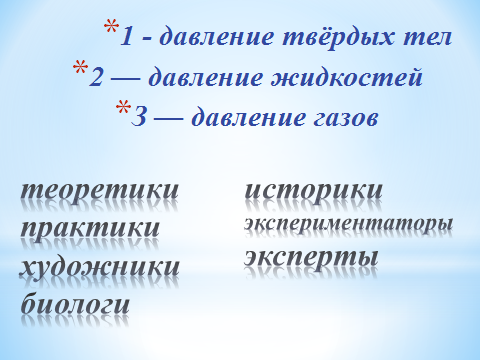 *1 - давление твёрдых тел
*2 — давление жидкостей
*3 — давление газов
теоретики
практики
художники
биологи
историки
экспериментаторы
эксперты